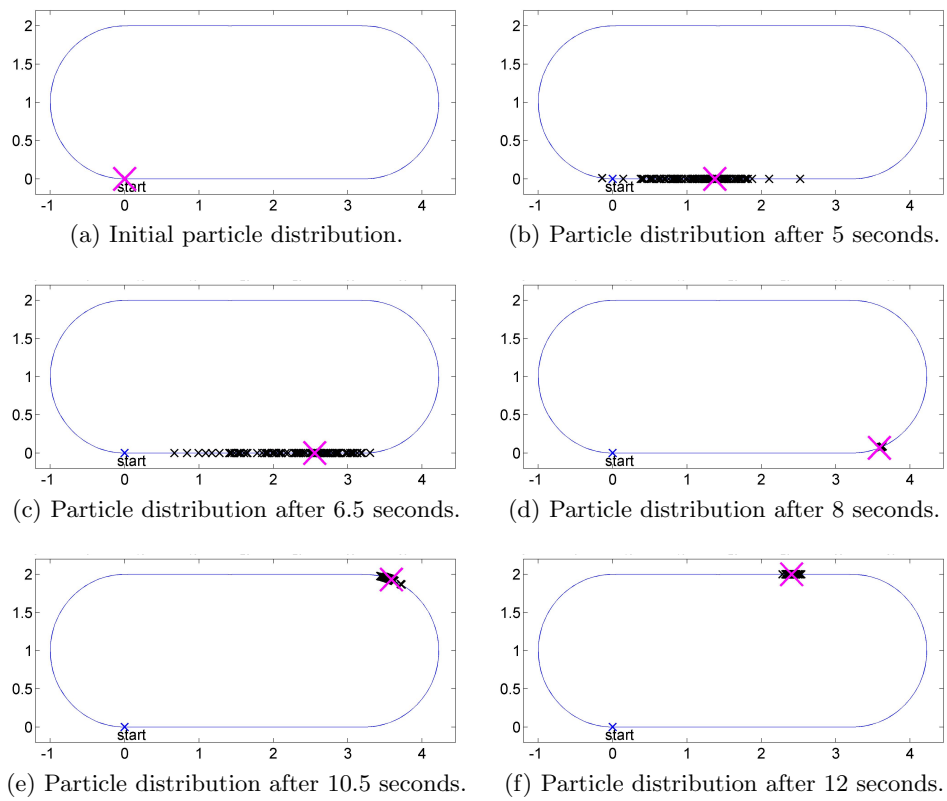 2
1.5
1
0.5
0
start
-1 0 1 2 3 4
(a) Initial particle distribution.
2
1.5
1
0.5
0
start
-1 0 1 2 3 4
(b) Particle distribution after 5 seconds.
2
1.5
1
0.5
0
start
-1 0 1 2 3 4
(c) Particle distribution after 6.5 seconds.
2
1.5
1
0.5
0
start
-1 0 1 2 3 4
(d) Particle distribution after 8 seconds.
2
1.5
1
0.5
0
start
-1 0 1 2 3 4
(e) Particle distribution after 10.5 seconds.
2
1.5
1
0.5
0
start
-1 0 1 2 3 4
(f) Particle distribution after 12 seconds.